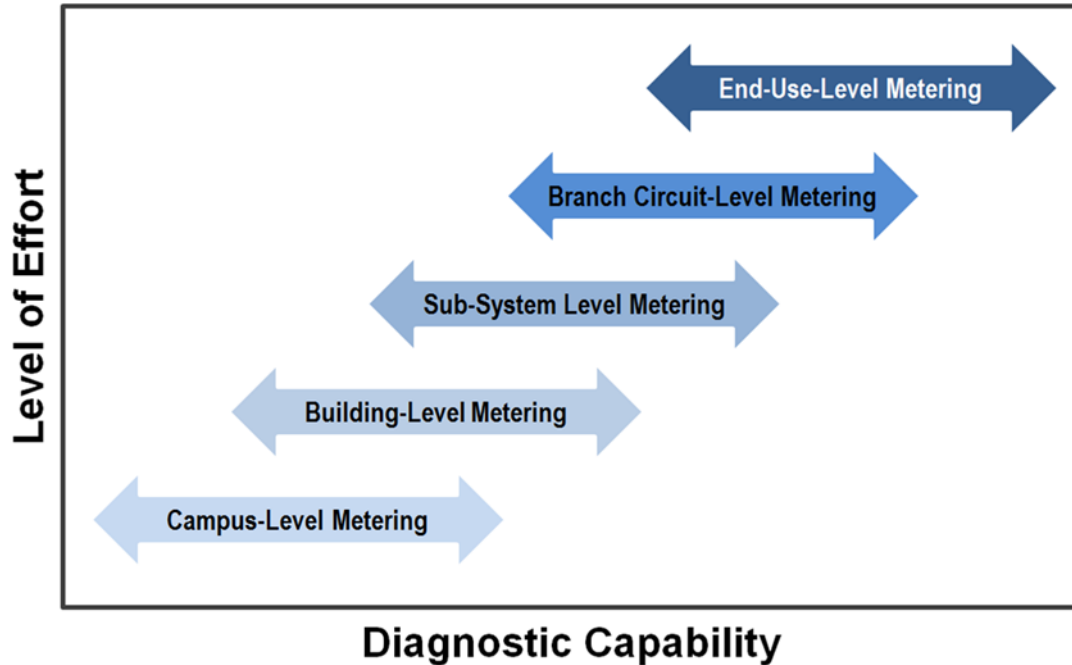 End-Use-Level Metering
Branch Circuit-Level Metering
Sub-System Level Metering
Building-Level Metering
Campus-Level Metering
Level of Effort
Diagnostic Capability